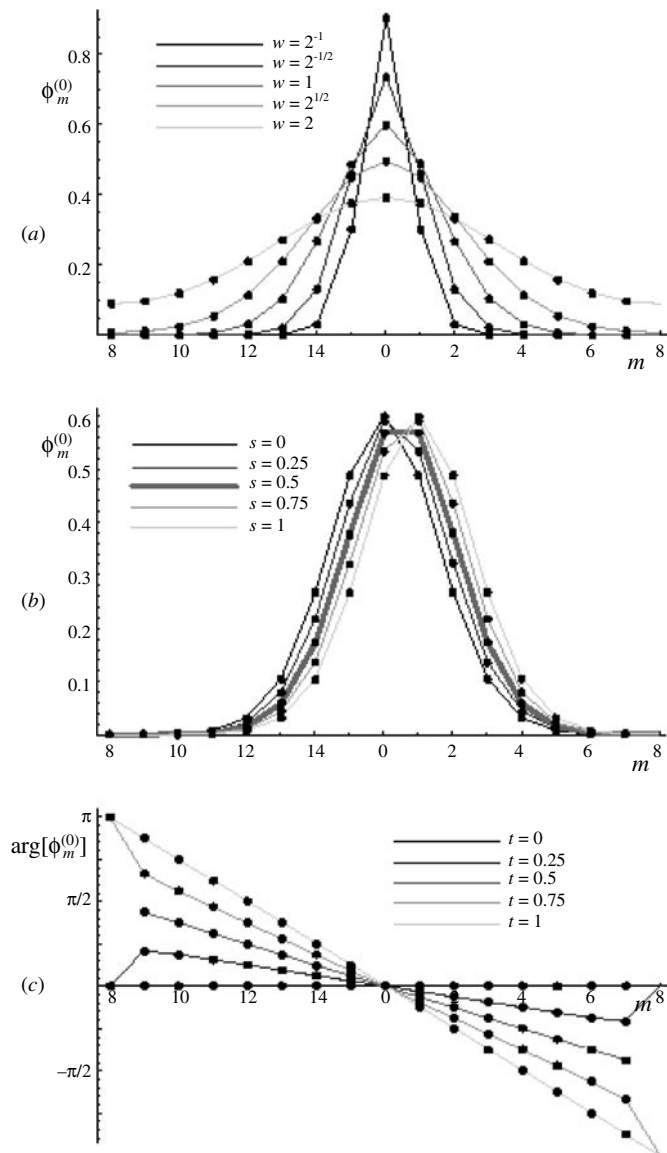 0.8
0.6
0.4
0.2
ϕ_m^(0)
w = 2^-1
w = 2^-1/2
w = 1
w = 2^1/2
w = 2
(a)
8 10 12 14 0 2 4 6 8
m
0.6
0.5
0.4
0.3
0.2
0.1
ϕ_m^(0)
s = 0
s = 0.25
s = 0.5
s = 0.75
s = 1
(b)
8 10 12 14 0 2 4 6 8
m
π
arg[ϕ_m^(0)]
π/2
−π/2
t = 0
t = 0.25
t = 0.5
t = 0.75
t = 1
(c)
8 10 12 14 0 2 4 6 8
m